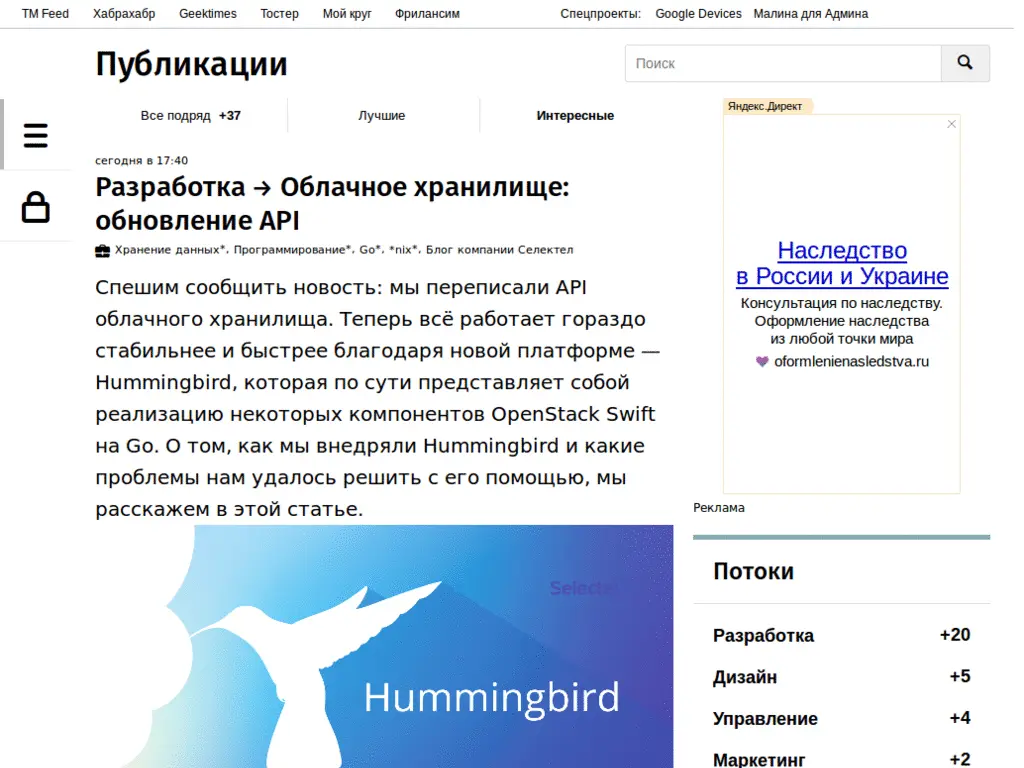 TM Feed Хабрахабр Geektimes Тостер Мой круг Фрилансим Спецпроекты: Google Devices Малина для Админа
Публикации
Поиск
Все подряд +37 Лучшие Интересные
сегодня в 17:40
Разработка → Облачное хранилище:
обновление API
Хранение данных*, Программирование*, Go*, *nix*, Блог компании Селектел
Спешим сообщить новость: мы переписали API
облачного хранилища. Теперь всё работает гораздо
стабильнее и быстрее благодаря новой платформе —
Hummingbird, которая по сути представляет собой
реализацию некоторых компонентов OpenStack Swift
на Go. О том, как мы внедряли Hummingbird и какие
проблемы нам удалось решить с его помощью, мы
расскажем в этой статье.
Hummingbird
Яндекс.Директ
Наследство
в России и Украине
Консультация по наследству.
Оформление наследства
из любой точки мира
oformlenienasledstva.ru
Реклама
Потоки
Разработка +20
Дизайн +5
Управление +4
Маркетинг +2